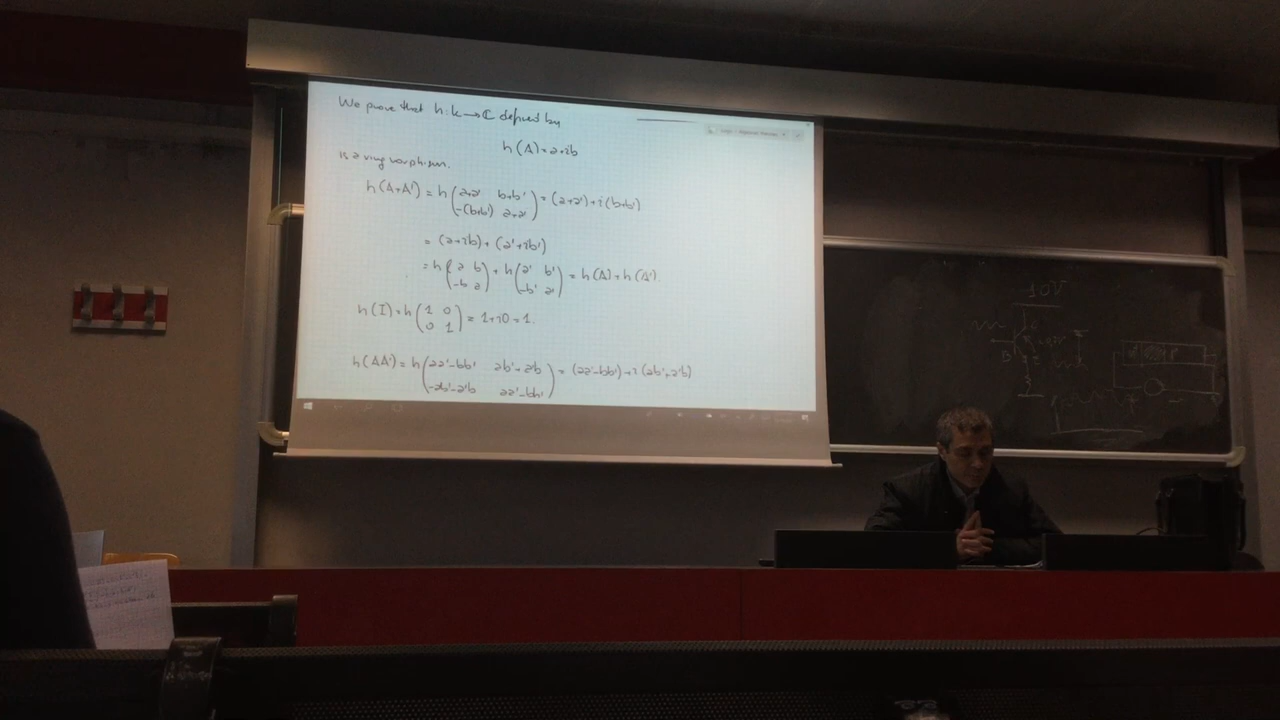 We prove that h: k → ℂ defined by
h(A) = a+ib
is a ring morphism.
h(A+A') = h(a+a' b+b' = (a+a')+i(b+b')
-(b+b') a+a')
= (a+ib) + (a'+ib')
= h(a b + h(a' b' = h(A) + h(A').
-b a) -b' a')
h(I) = h(1 0 = 1+i0 = 1.
0 1)
h(AA') = h(aa'-bb' ab'+a'b = (aa'-bb')+i(ab'+a'b)
-ab'-a'b aa'-bb')
10V
B